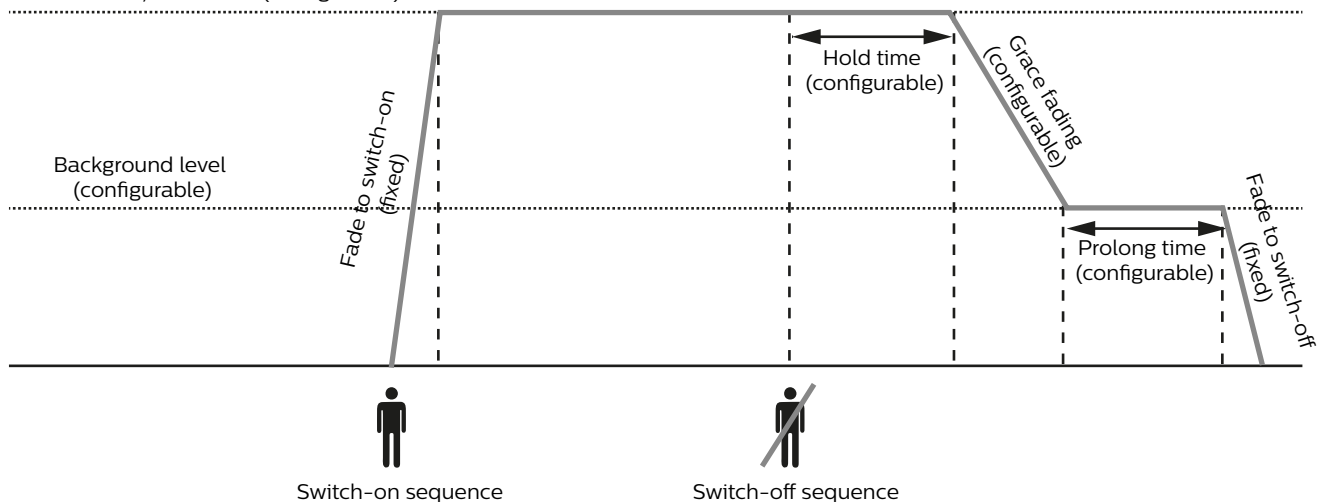 Hold time
(configurable)
Grace fading
(configurable)
Background level
(configurable)
Fade to switch-on
(fixed)
Prolong time
(configurable)
Fade to switch-off
(fixed)
Switch-on sequence
Switch-off sequence